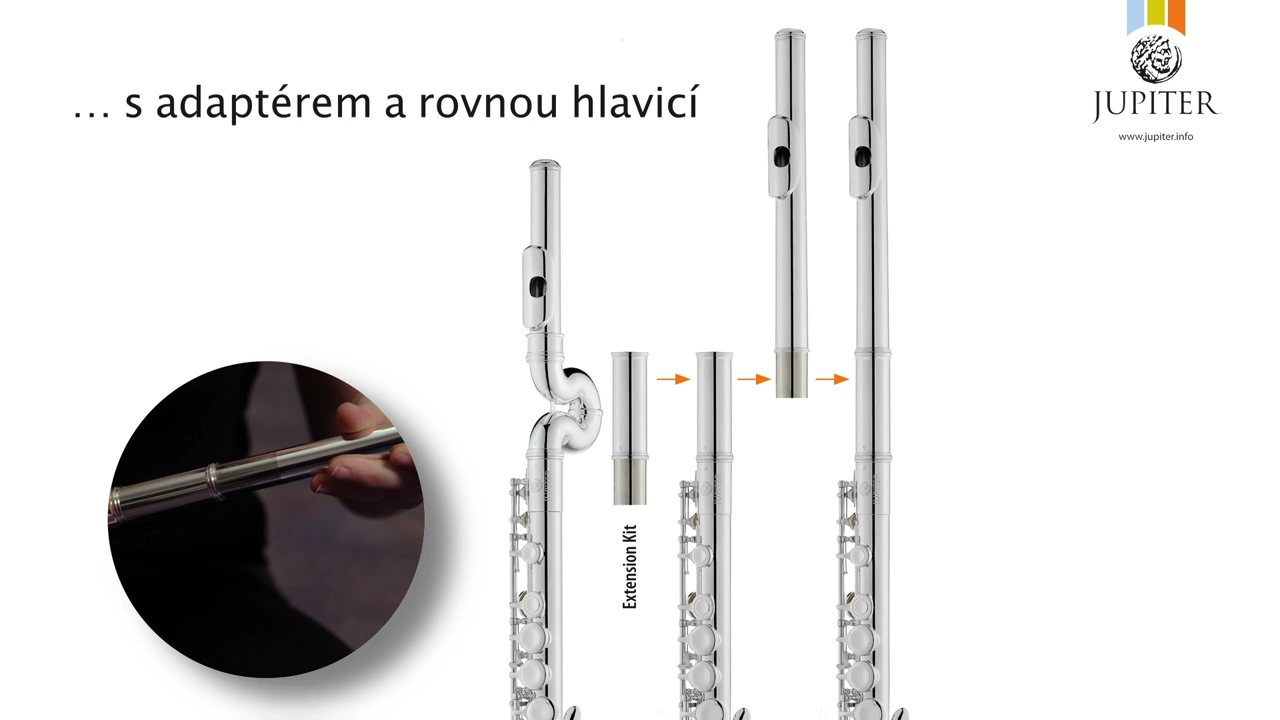 … s adaptérem a rovnou hlavicí
JUPITER
www.jupiter.info
Extension Kit